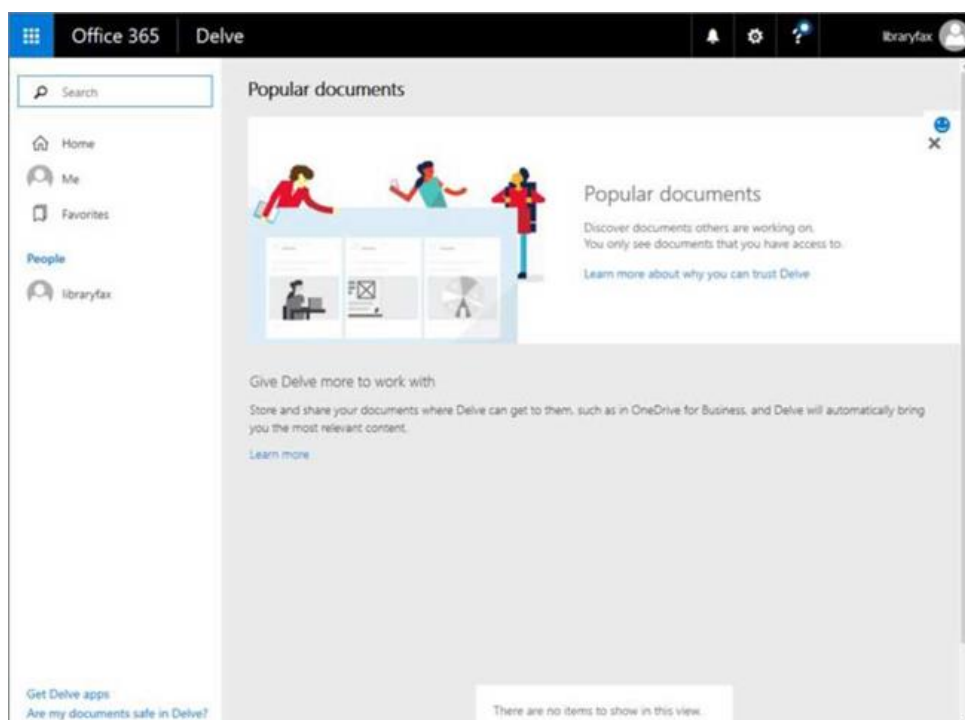 Office 365 Delve libraryfax
Search
Home
Me
Favorites
People
libraryfax
Popular documents
Popular documents
Discover documents others are working on.
You only see documents that you have access to.
Learn more about why you can trust Delve
Give Delve more to work with
Store and share your documents where Delve can get to them, such as in OneDrive for Business, and Delve will automatically bring
you the most relevant content.
Learn more
Get Delve apps
Are my documents safe in Delve?
There are no items to show in this view.